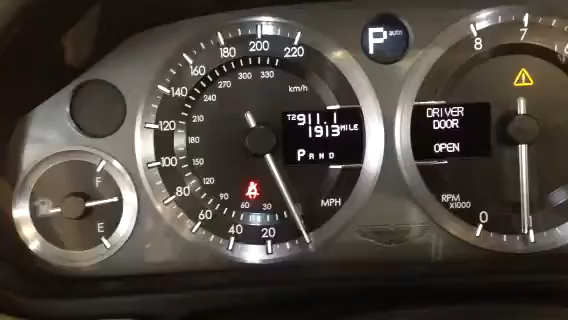 P auto
220
200
180
160
140
120
100
80
60
40
20
330
300
270
240
210
180
150
120
90
60
30
km/h
T2 911.1
1913 MILE
P R N D
MPH
F
E
8
7
6
DRIVER
DOOR
OPEN
RPM
X1000
0
1